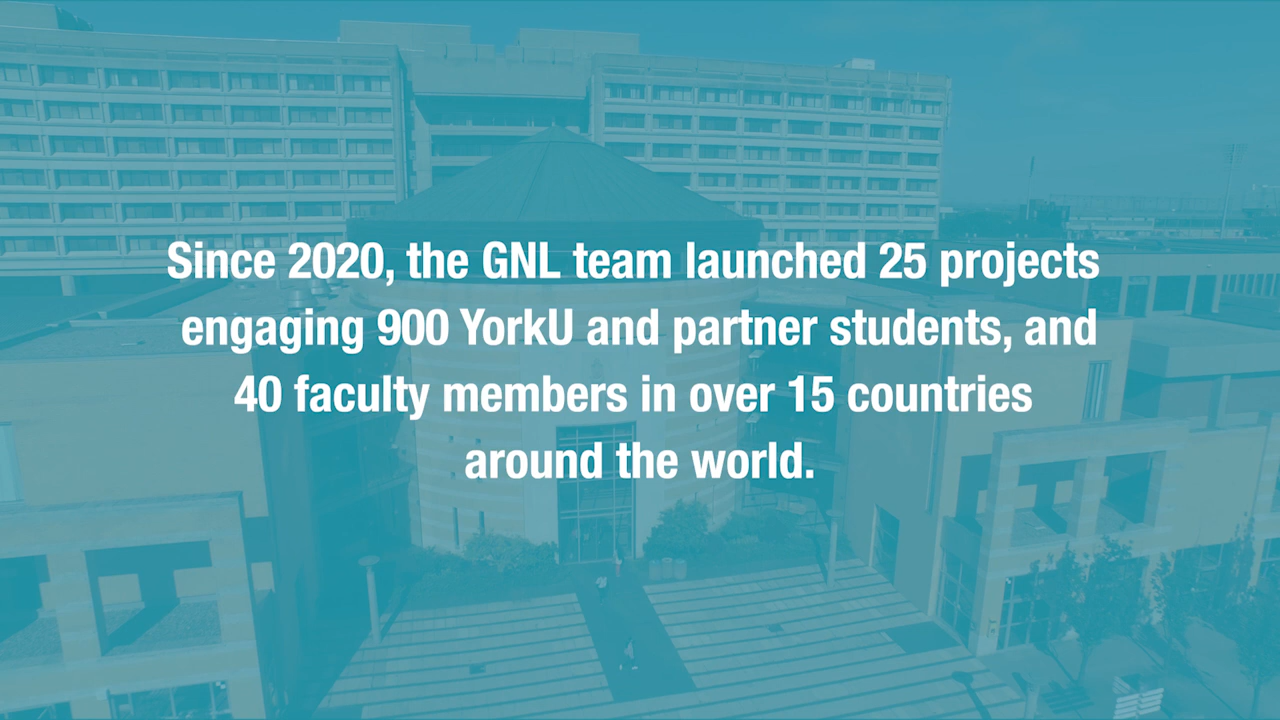 Since 2020, the GNL team launched 25 projects
engaging 900 YorkU and partner students, and
40 faculty members in over 15 countries
around the world.